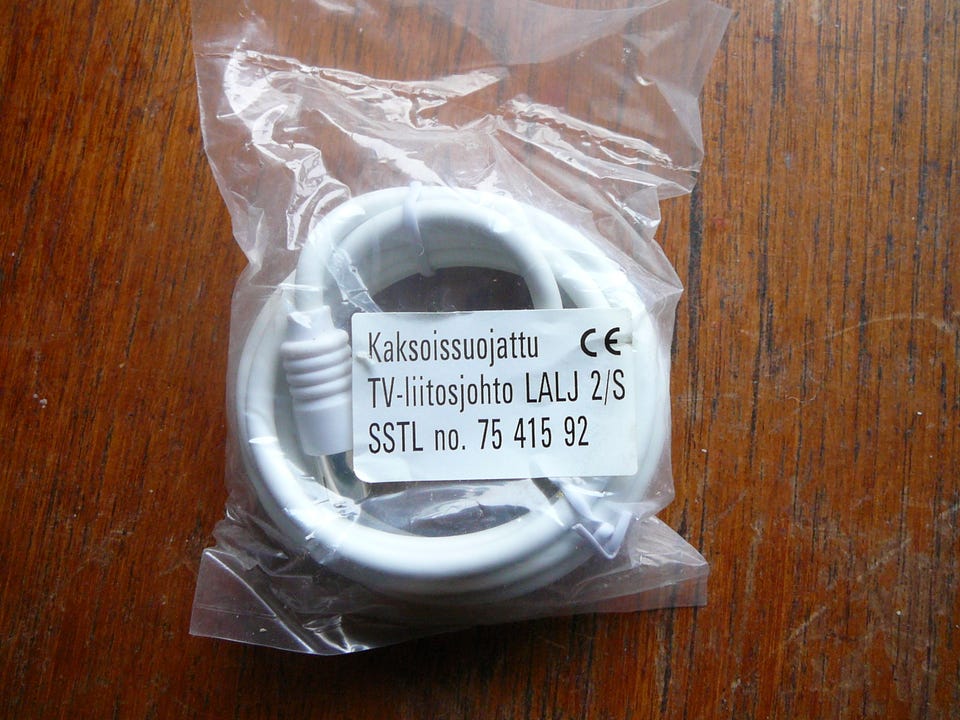 Kaksoissuojattu CE
TV-liitosjohto LALJ 2/S
SSTL no. 75 415 92